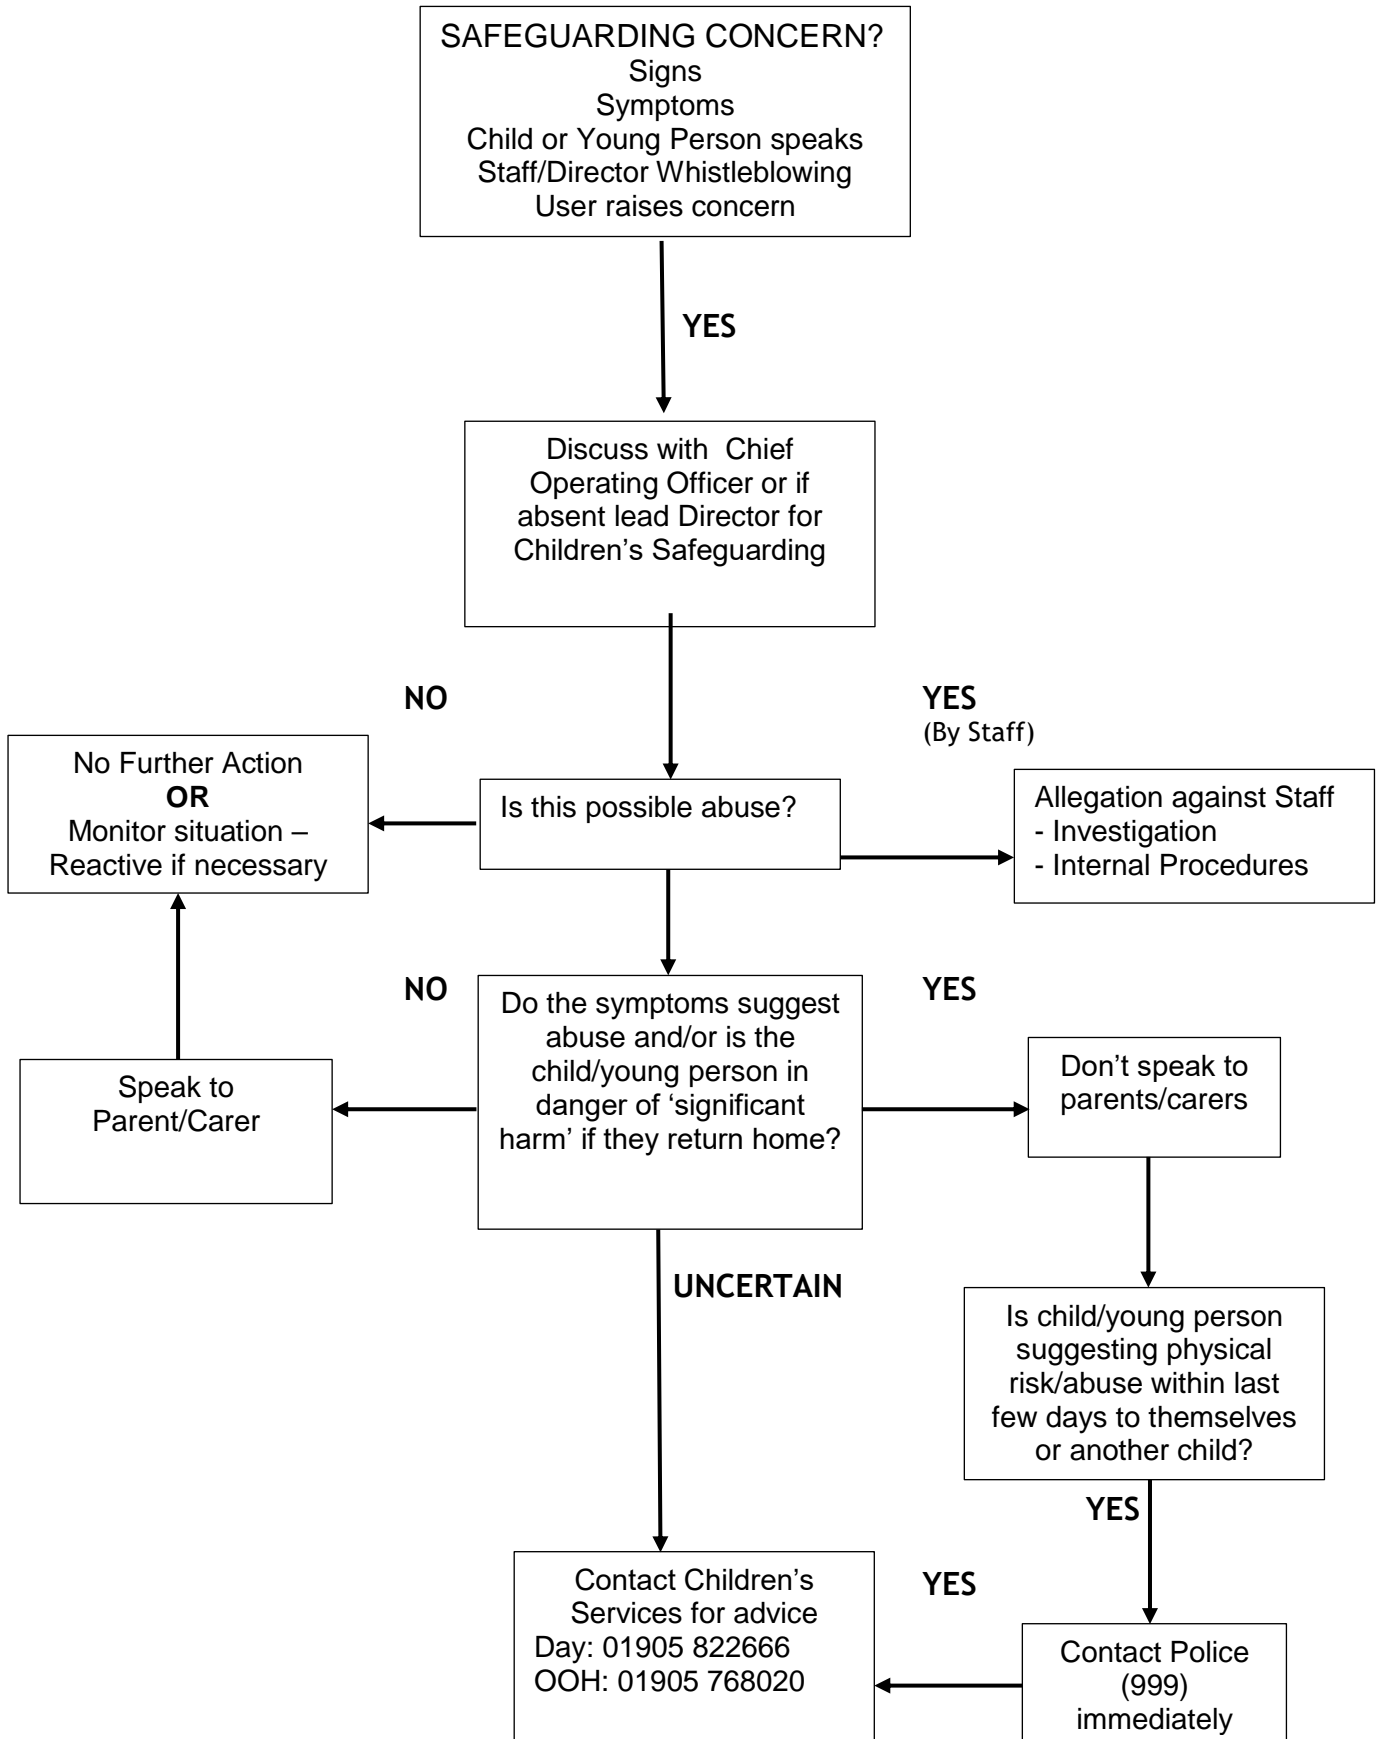 SAFEGUARDING CONCERN?
Signs
Symptoms
Child or Young Person speaks
Staff/Director Whistleblowing
User raises concern
YES
Discuss with  Chief
Operating Officer or if
absent lead Director for
Children’s Safeguarding
NO
YES
(By Staff)
No Further Action
OR
Monitor situation –
Reactive if necessary
Is this possible abuse?
Allegation against Staff
- Investigation
- Internal Procedures
NO
Do the symptoms suggest
abuse and/or is the
child/young person in
danger of ‘significant
harm’ if they return home?
YES
Speak to
Parent/Carer
Don’t speak to
parents/carers
UNCERTAIN
Is child/young person
suggesting physical
risk/abuse within last
few days to themselves
or another child?
YES
Contact Children’s
Services for advice
Day: 01905 822666
OOH: 01905 768020
YES
Contact Police
(999)
immediately